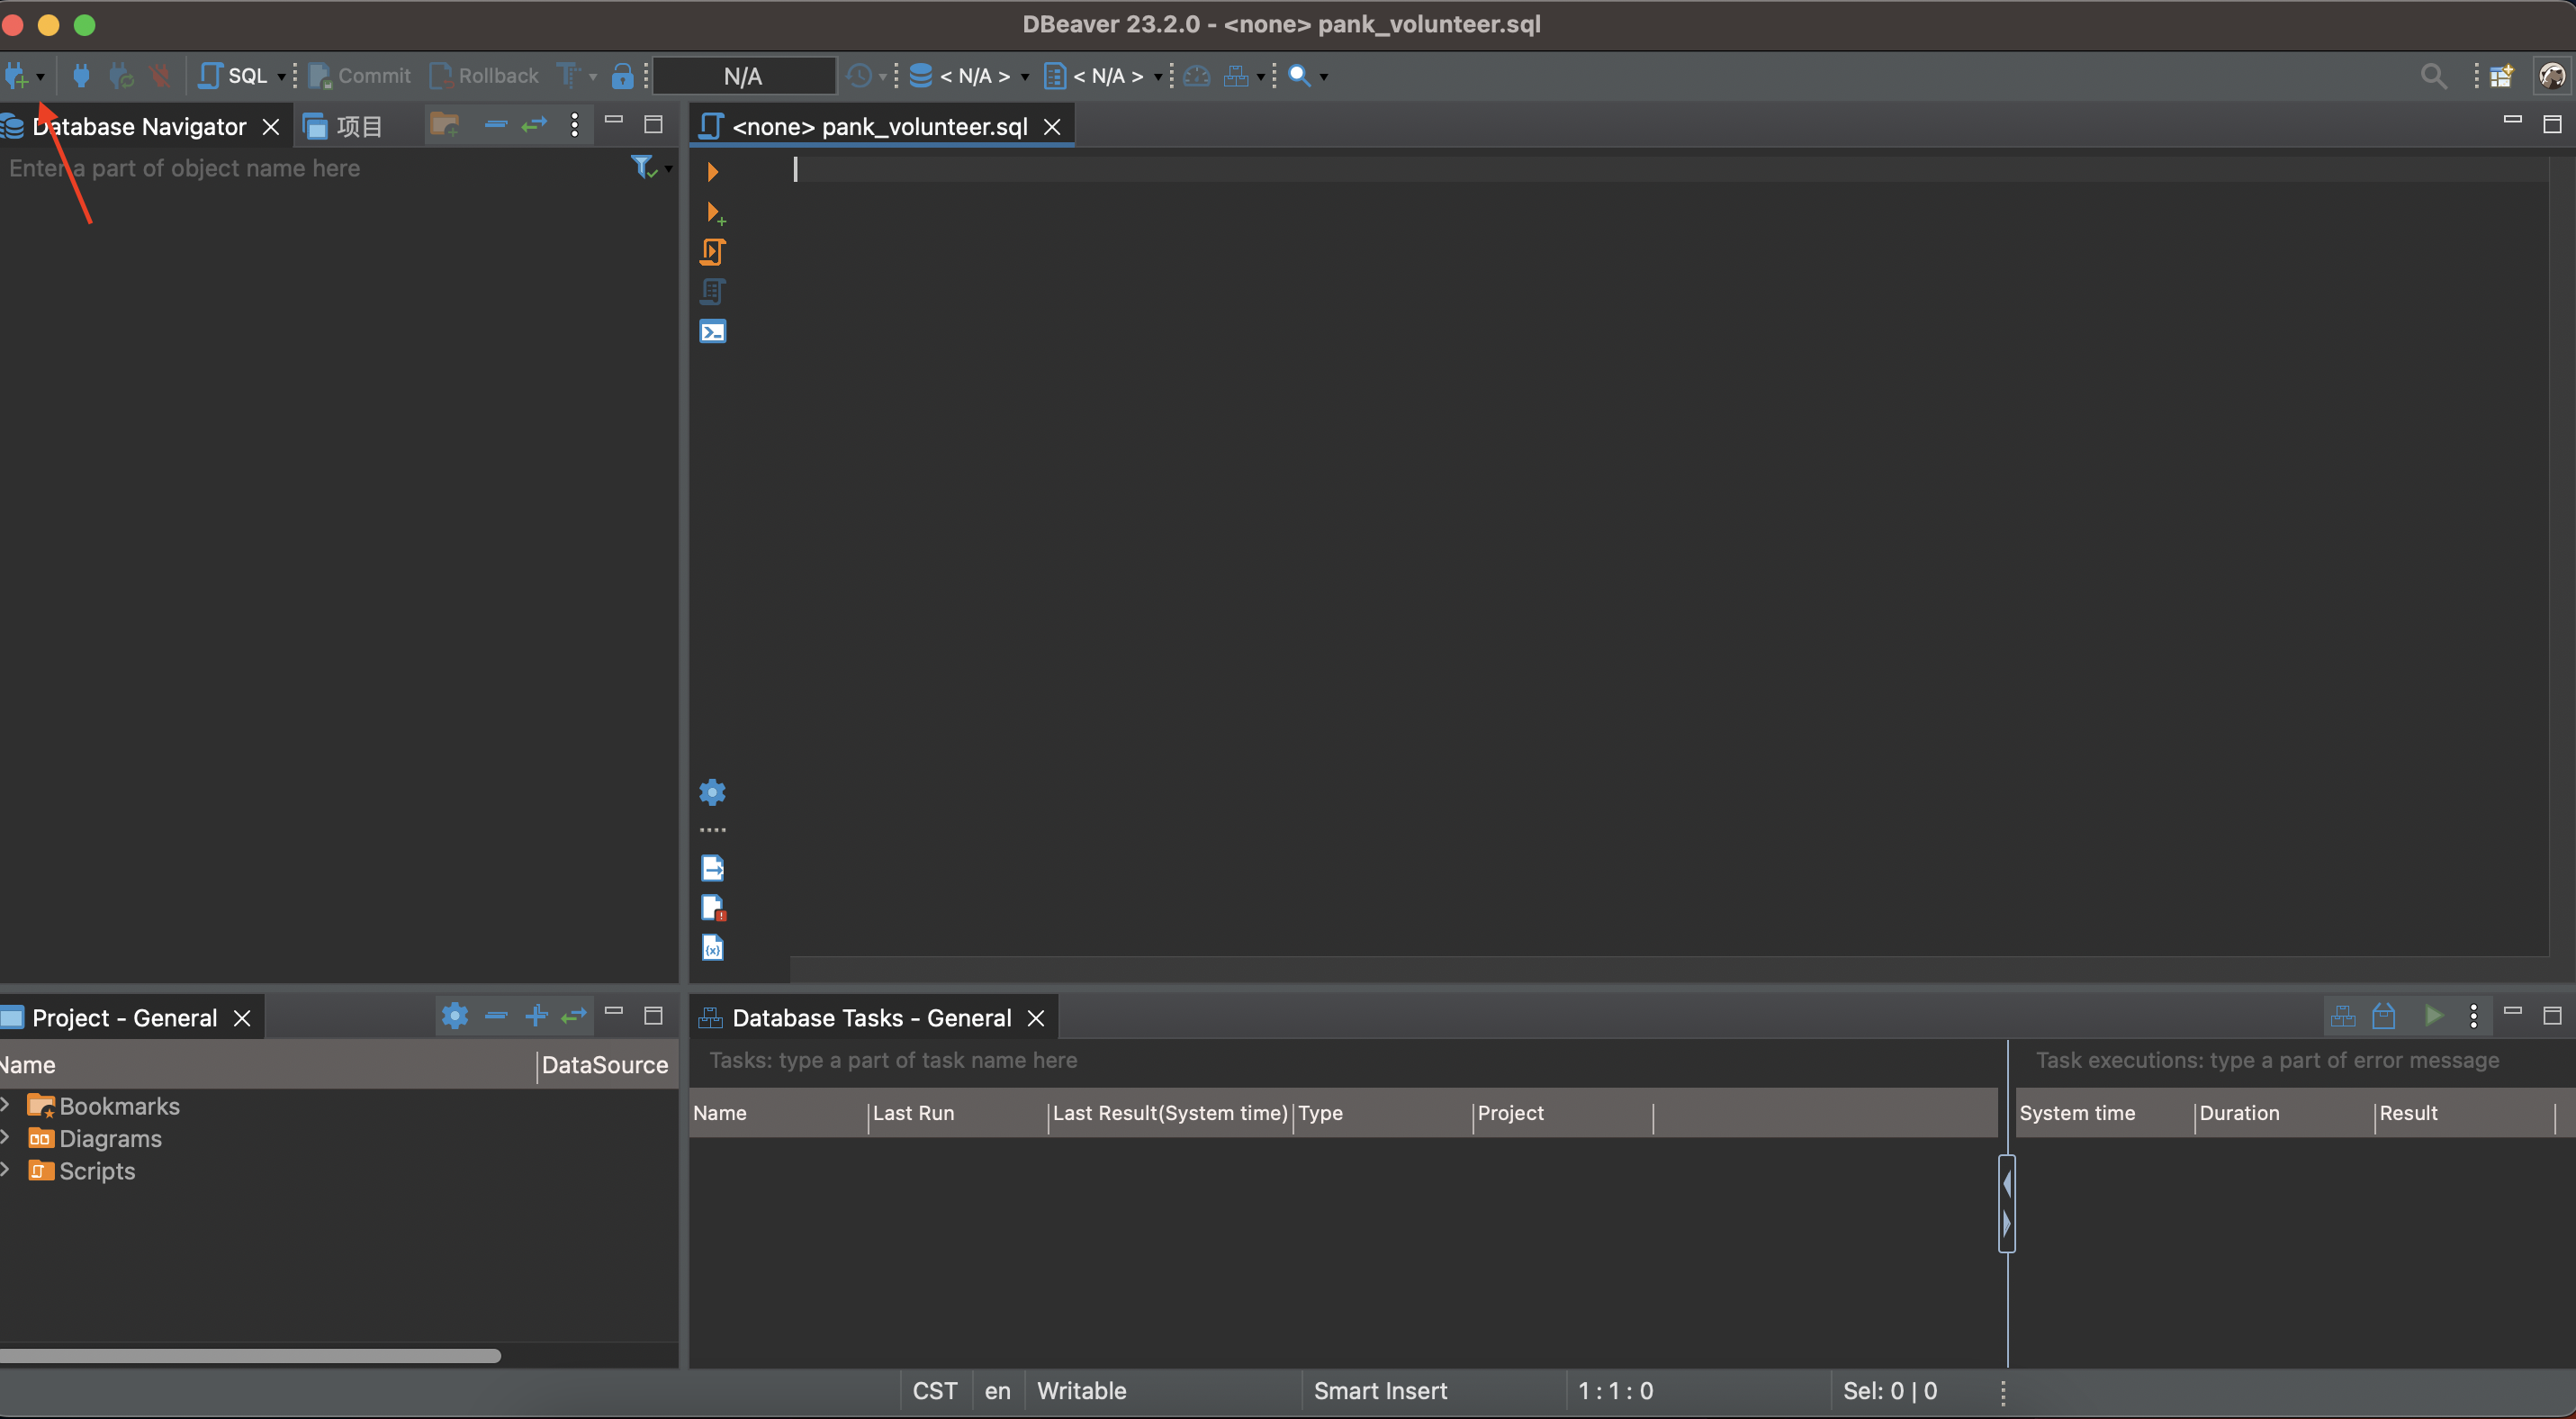 DBeaver 23.2.0 - <none> pank_volunteer.sql
SQL Commit Rollback N/A < N/A > < N/A >
Database Navigator 项目
<none> pank_volunteer.sql
Enter a part of object name here
Project - General
Name DataSource
Bookmarks
Diagrams
Scripts
Database Tasks - General
Tasks: type a part of task name here
Task executions: type a part of error message
Name Last Run Last Result(System time) Type Project
System time Duration Result
CST en Writable Smart Insert 1 : 1 : 0 Sel: 0 | 0